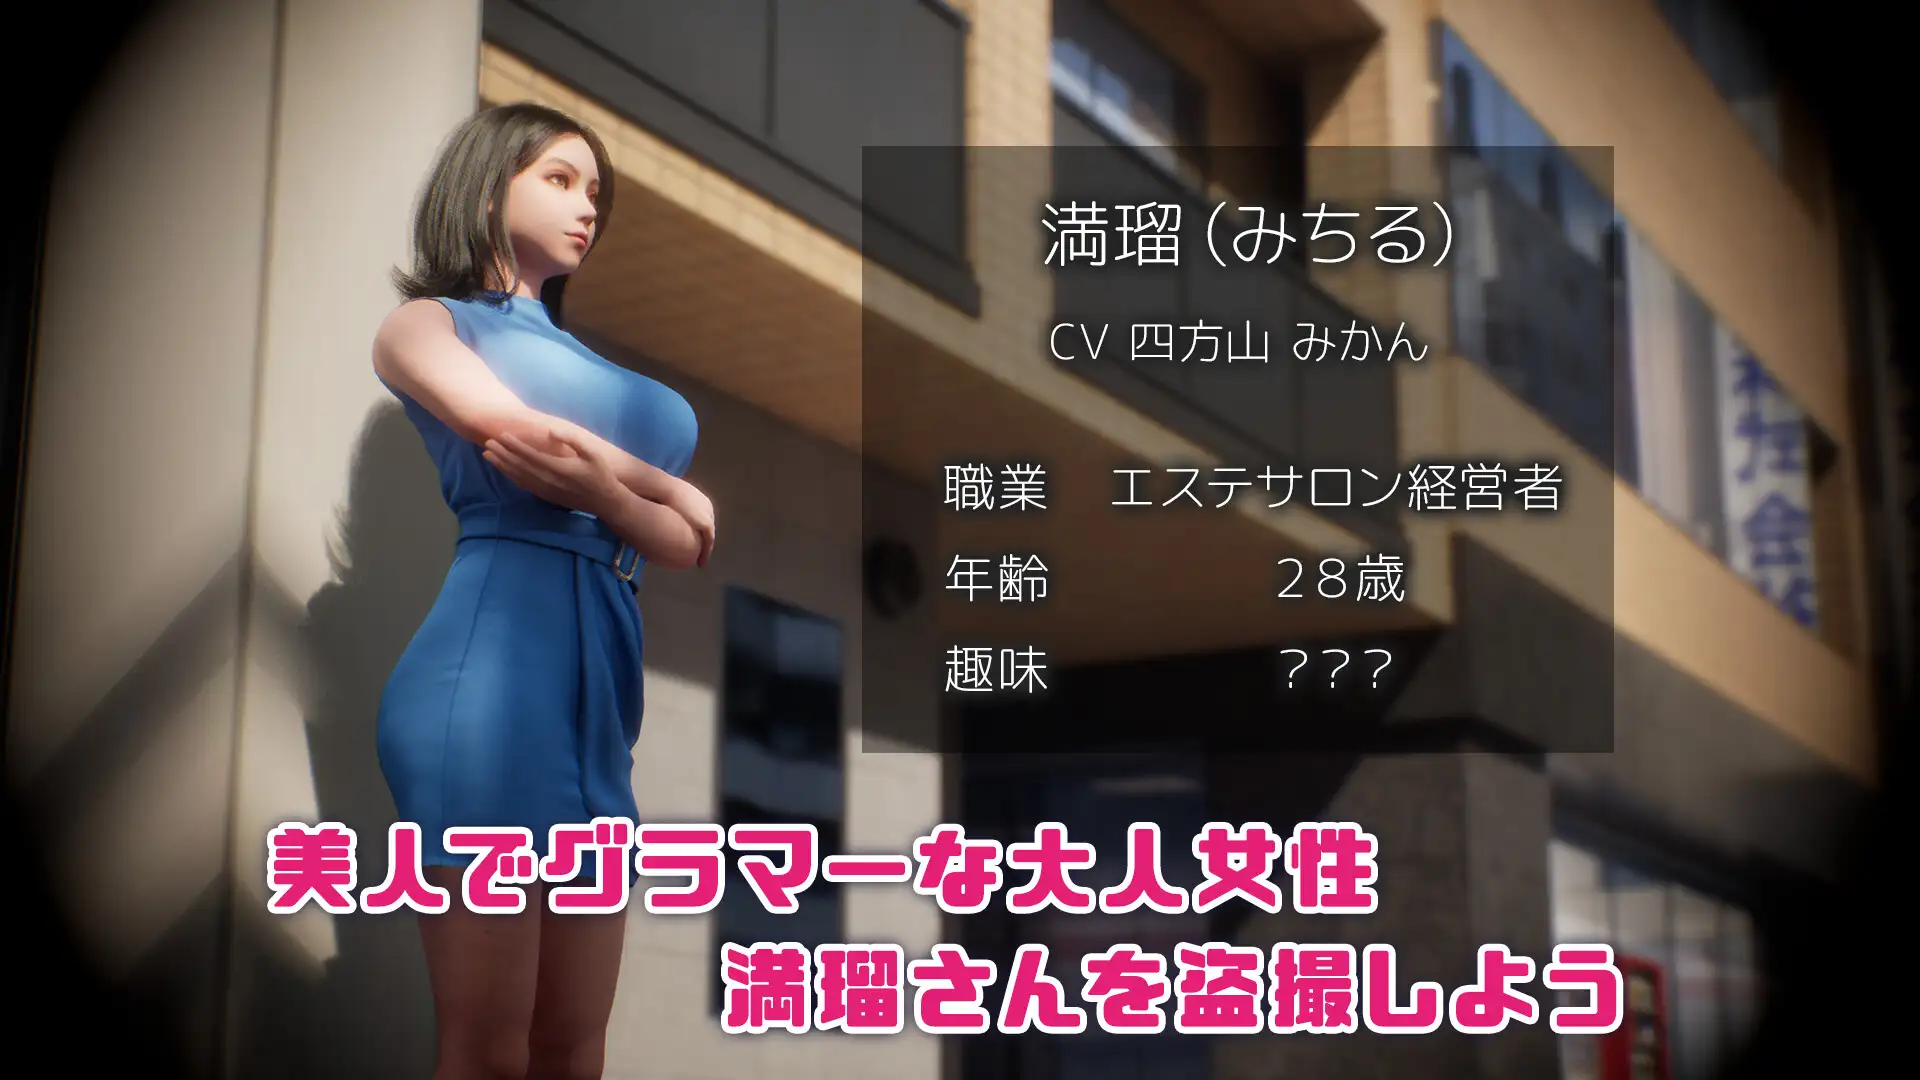 満瑠（みちる）
CV 四方山 みかん
職業 エステサロン経営者
年齢 28歳
趣味 ？？？
美人でグラマーな大人女性
満瑠さんを盗撮しよう